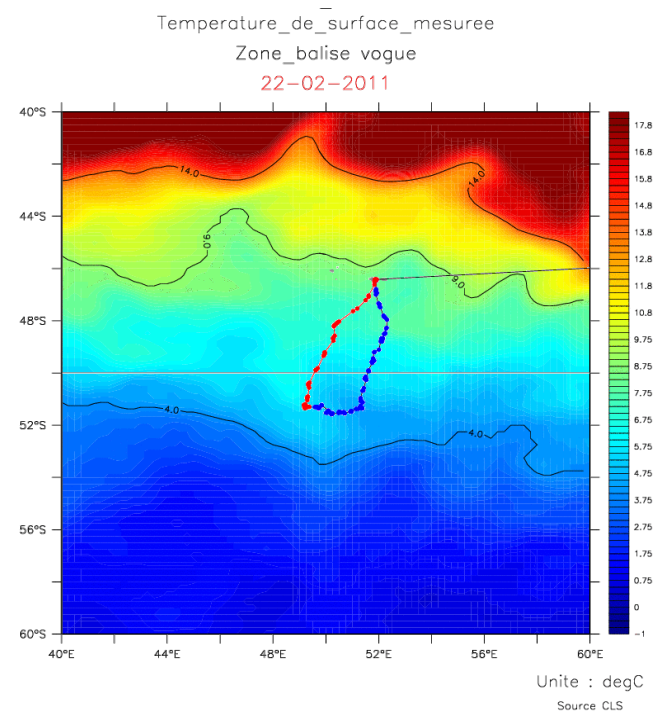 Temperature_de_surface_mesuree
Zone_balise vogue
22-02-2011
40°S
44°S
48°S
52°S
56°S
60°S
40°E
44°E
48°E
52°E
56°E
60°E
14.0
14.0
9.0
9.0
4.0
4.0
17.8
16.8
15.8
14.8
13.8
12.8
11.8
10.8
9.75
8.75
7.75
6.75
5.75
4.75
3.75
2.75
1.75
0.75
0
-1
Unite : degC
Source CLS